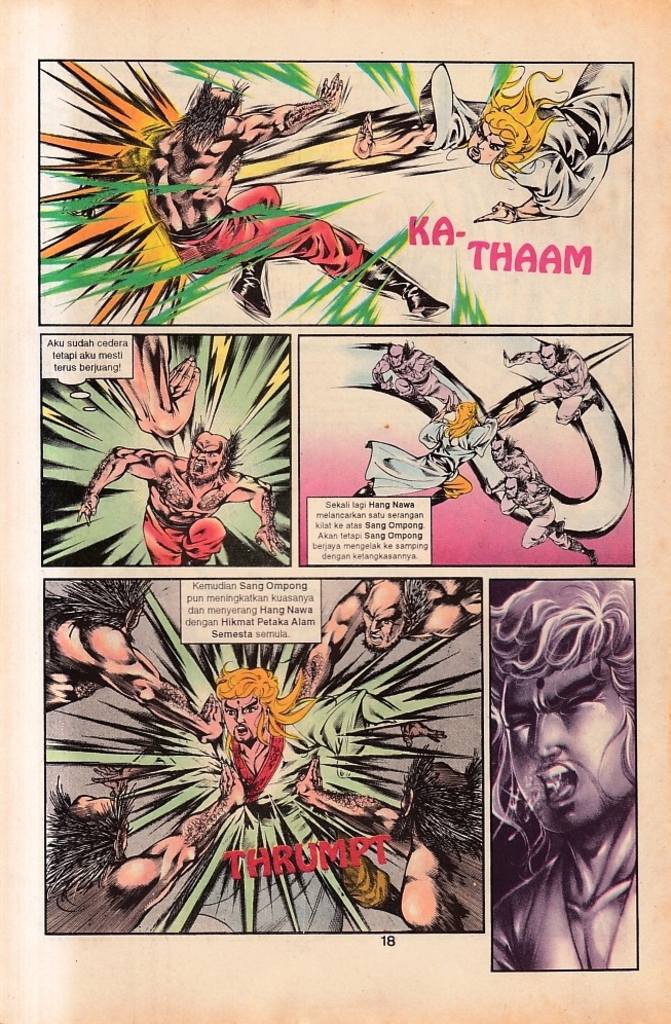 KA-
THAAM
Aku sudah cedera
tetapi aku mesti
terus berjuang!
Sekali lagi Hang Nawa
melancarkan satu serangan
kilat ke atas Sang Ompong.
Akan tetapi Sang Ompong
berjaya mengelak ke samping
dengan ketangkasannya.
Kemudian Sang Ompong
pun meningkatkan kuasanya
dan menyerang Hang Nawa
dengan Hikmat Petaka Alam
Semesta semula.
THRUMPT
18